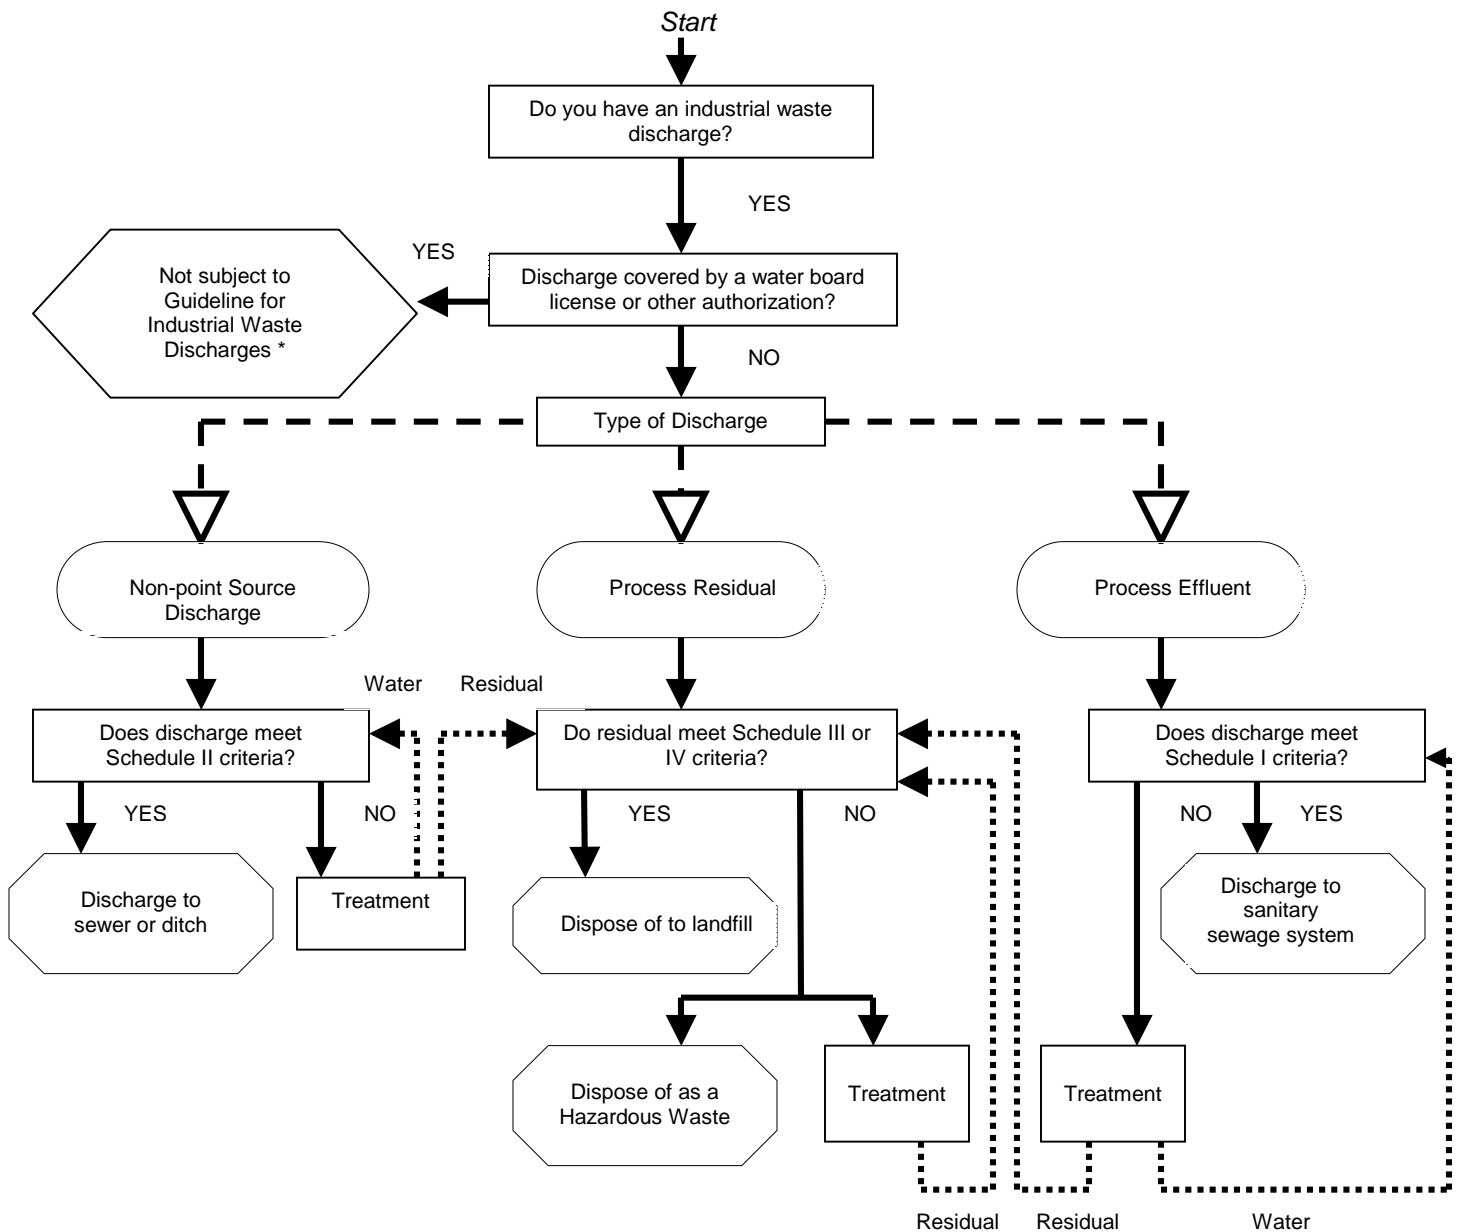 Start
Do you have an industrial waste
discharge?
YES
YES
Not subject to
Guideline for
Industrial Waste
Discharges *
Discharge covered by a water board
license or other authorization?
NO
Type of Discharge
Non-point Source
Discharge
Process Residual
Process Effluent
Water
Residual
Does discharge meet
Schedule II criteria?
Do residual meet Schedule III or
IV criteria?
Does discharge meet
Schedule I criteria?
YES
NO
YES
NO
NO
YES
Discharge to
sewer or ditch
Treatment
Dispose of to landfill
Discharge to
sanitary
sewage system
Dispose of as a
Hazardous Waste
Treatment
Treatment
Residual
Residual
Water